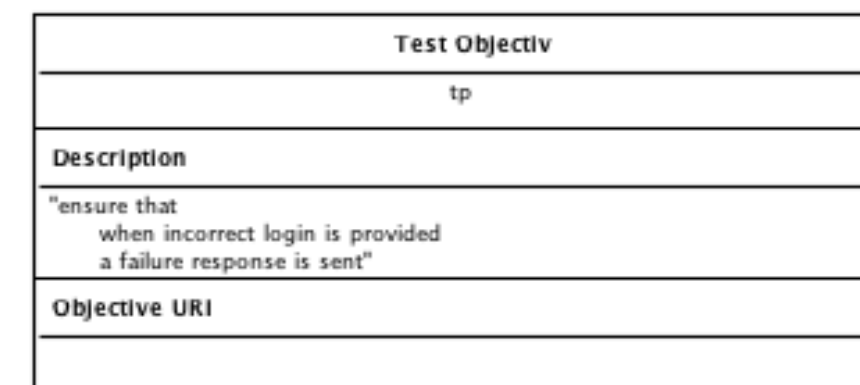 Test Objectiv
tp
Description
"ensure that
when incorrect login is provided
a failure response is sent"
Objective URI